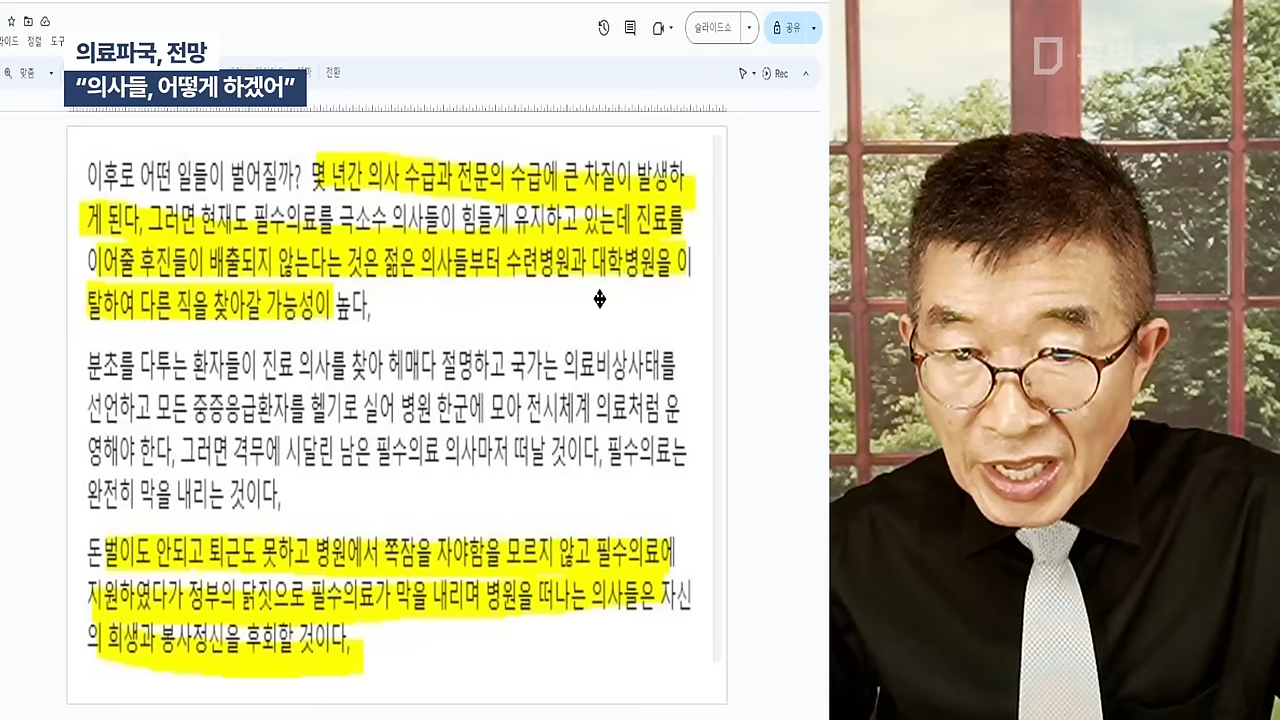 라이드 정렬 도구
슬라이드쇼
공유
의료파국, 전망
맞춤
전환
Rec
“의사들, 어떻게 하겠어”
이후로 어떤 일들이 벌어질까? 몇 년간 의사 수급과 전문의 수급에 큰 차질이 발생하
게 된다, 그러면 현재도 필수의료를 극소수 의사들이 힘들게 유지하고 있는데 진료를
이어줄 후진들이 배출되지 않는다는 것은 젊은 의사들부터 수련병원과 대학병원을 이
탈하여 다른 직을 찾아갈 가능성이 높다,
분초를 다투는 환자들이 진료 의사를 찾아 헤매다 절명하고 국가는 의료비상사태를
선언하고 모든 중증응급환자를 헬기로 실어 병원 한군에 모아 전시체계 의료처럼 운
영해야 한다, 그러면 격무에 시달린 남은 필수의료 의사마저 떠날 것이다, 필수의료는
완전히 막을 내리는 것이다,
돈벌이도 안되고 퇴근도 못하고 병원에서 쪽잠을 자야함을 모르지 않고 필수의료에
지원하였다가 정부의 닭짓으로 필수의료가 막을 내리며 병원을 떠나는 의사들은 자신
의 희생과 봉사정신을 후회할 것이다,